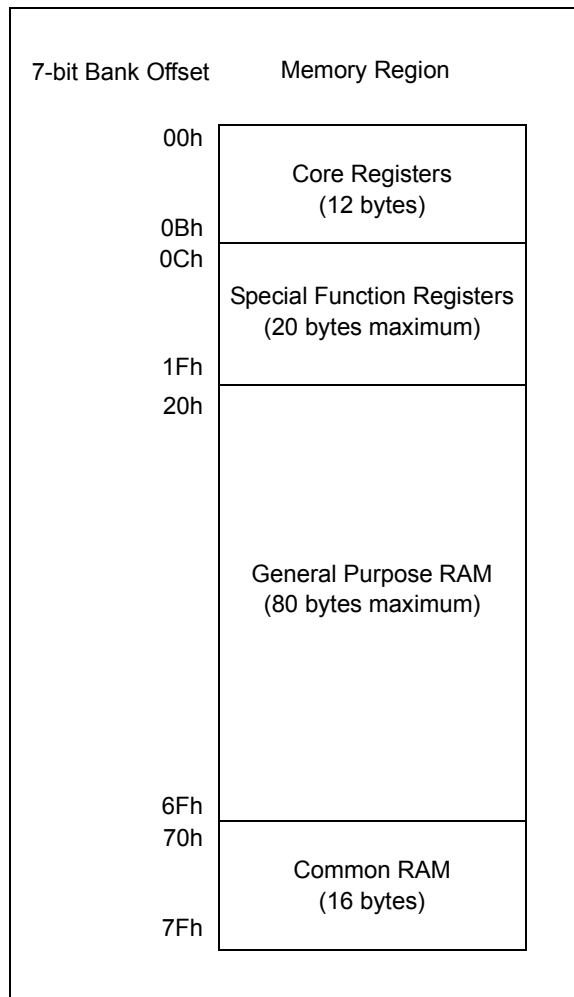 7-bit Bank Offset Memory Region
00h
Core Registers
(12 bytes)
0Bh
0Ch
Special Function Registers
(20 bytes maximum)
1Fh
20h
General Purpose RAM
(80 bytes maximum)
6Fh
70h
Common RAM
(16 bytes)
7Fh